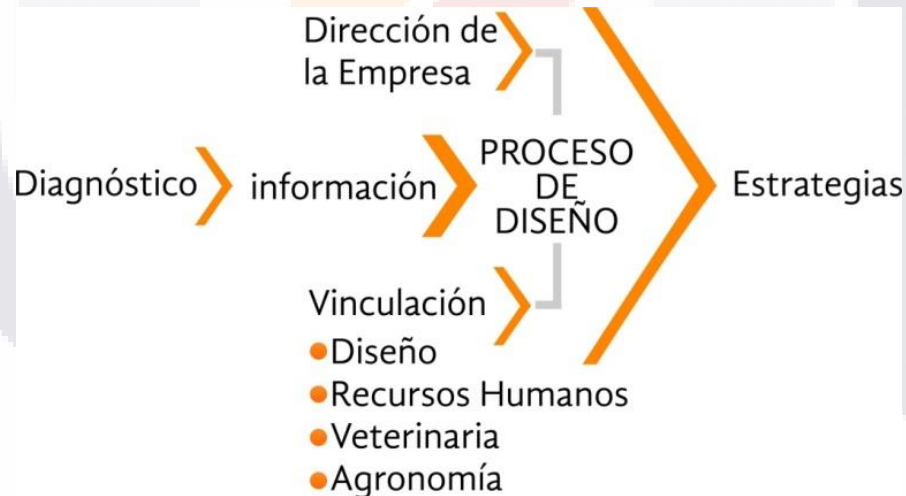 Dirección de
la Empresa
Diagnóstico
información
PROCESO
DE
DISEÑO
Estrategias
Vinculación
•Diseño
•Recursos Humanos
•Veterinaria
•Agronomía